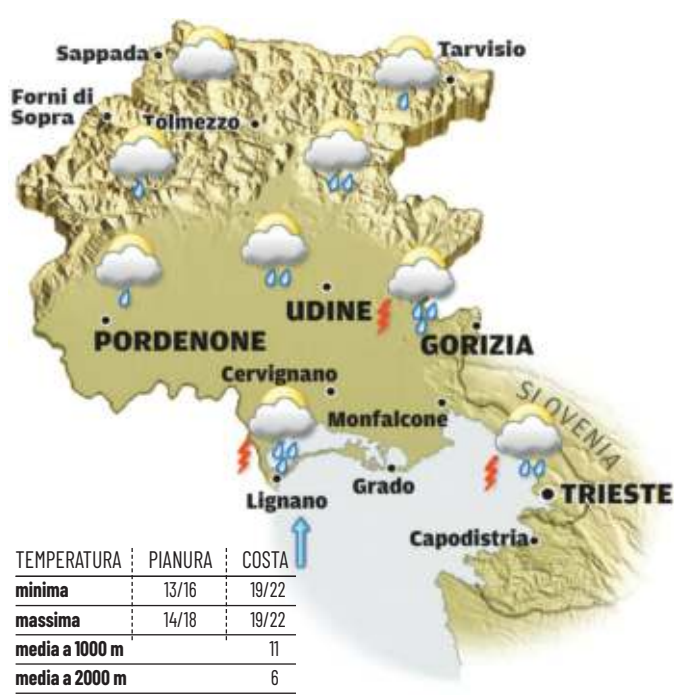 Sappada
Tarvisio
Forni di
Sopra
Tolmezzo
UDINE
PORDENONE
GORIZIA
Cervignano
SLOVENIA
Monfalcone
Grado
Lignano
TRIESTE
Capodistria
TEMPERATURA PIANURA COSTA
minima 13/16 19/22
massima 14/18 19/22
media a 1000 m 11
media a 2000 m 6